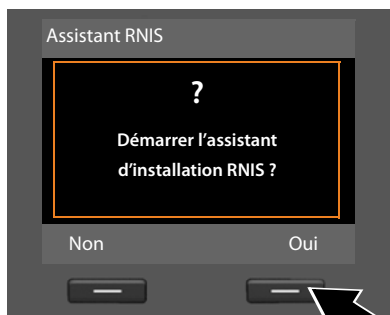 Assistant RNIS
?
Démarrer l’assistant
d’installation RNIS ?
Non Oui